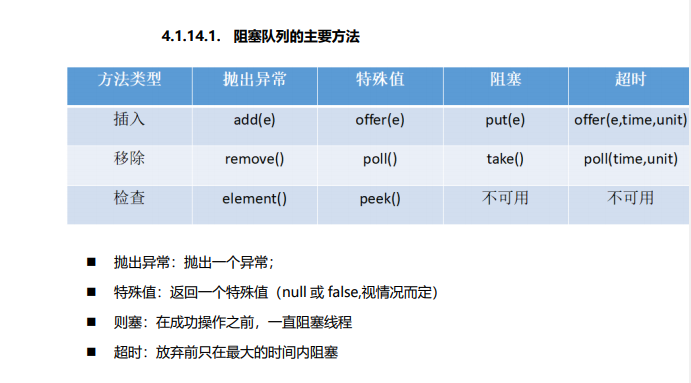 4.1.14.1. 阻塞队列的主要方法
方法类型 抛出异常 特殊值 阻塞 超时
插入 add(e) offer(e) put(e) offer(e,time,unit)
移除 remove() poll() take() poll(time,unit)
检查 element() peek() 不可用 不可用
■ 抛出异常：抛出一个异常；
■ 特殊值：返回一个特殊值（null 或 false,视情况而定）
■ 则塞：在成功操作之前，一直阻塞线程
■ 超时：放弃前只在最大的时间内阻塞